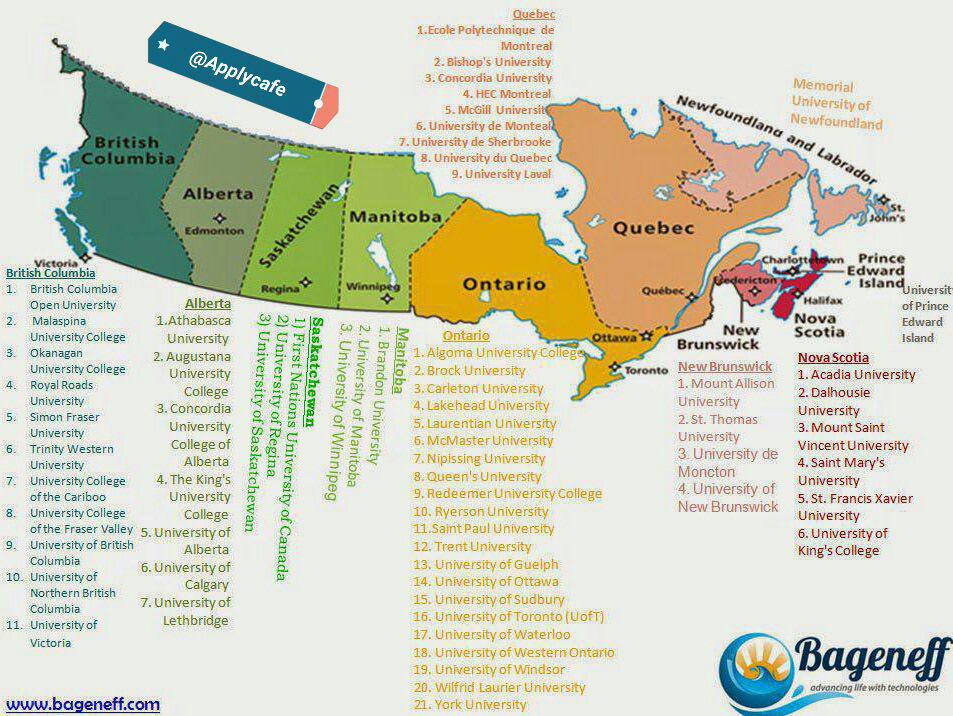 @Applycafe
Quebec
1.Ecole Polytechnique de
Montreal
2. Bishop's University
3. Concordia University
4. HEC Montreal
5. McGill University
6. University de Monteal
7. University de Sherbrooke
8. University du Quebec
9. University Laval
Memorial
University of
Newfoundland
British
Columbia
Alberta
Edmonton
Saskatchewan
Regina
Manitoba
Winnipeg
Ontario
Ottawa
Toronto
Quebec
Québec
Newfoundland and Labrador
St.
John's
Charlottetown
Prince
Edward
Island
Fredericton
Halifax
New
Brunswick
Nova
Scotia
Victoria
University
of Prince
Edward
Island
British Columbia
1. British Columbia
Open University
2. Malaspina
University College
3. Okanagan
University College
4. Royal Roads
University
5. Simon Fraser
University
6. Trinity Western
University
7. University College
of the Cariboo
8. University College
of the Fraser Valley
9. University of British
Columbia
10. University of
Northern British
Columbia
11. University of
Victoria
Alberta
1.Athabasca
University
2. Augustana
University
College
3. Concordia
University
College of
Alberta
4. The King's
University
College
5. University of
Alberta
6. University of
Calgary
7. University of
Lethbridge
Saskatchewan
1) First Nations University of Canada
2) University of Regina
3) University of Saskatchewan
Manitoba
1. Brandon University
2. University of Manitoba
3. University of Winnipeg
Ontario
1. Algoma University College
2. Brock University
3. Carleton University
4. Lakehead University
5. Laurentian University
6. McMaster University
7. Nipissing University
8. Queen's University
9. Redeemer University College
10. Ryerson University
11.Saint Paul University
12. Trent University
13. University of Guelph
14. University of Ottawa
15. University of Sudbury
16. University of Toronto (UofT)
17. University of Waterloo
18. University of Western Ontario
19. University of Windsor
20. Wilfrid Laurier University
21. York University
New Brunswick
1. Mount Allison
University
2. St. Thomas
University
3. University de
Moncton
4. University of
New Brunswick
Nova Scotia
1. Acadia University
2. Dalhousie
University
3. Mount Saint
Vincent University
4. Saint Mary's
University
5. St. Francis Xavier
University
6. University of
King's College
www.bageneff.com
Bageneff
advancing life with technologies